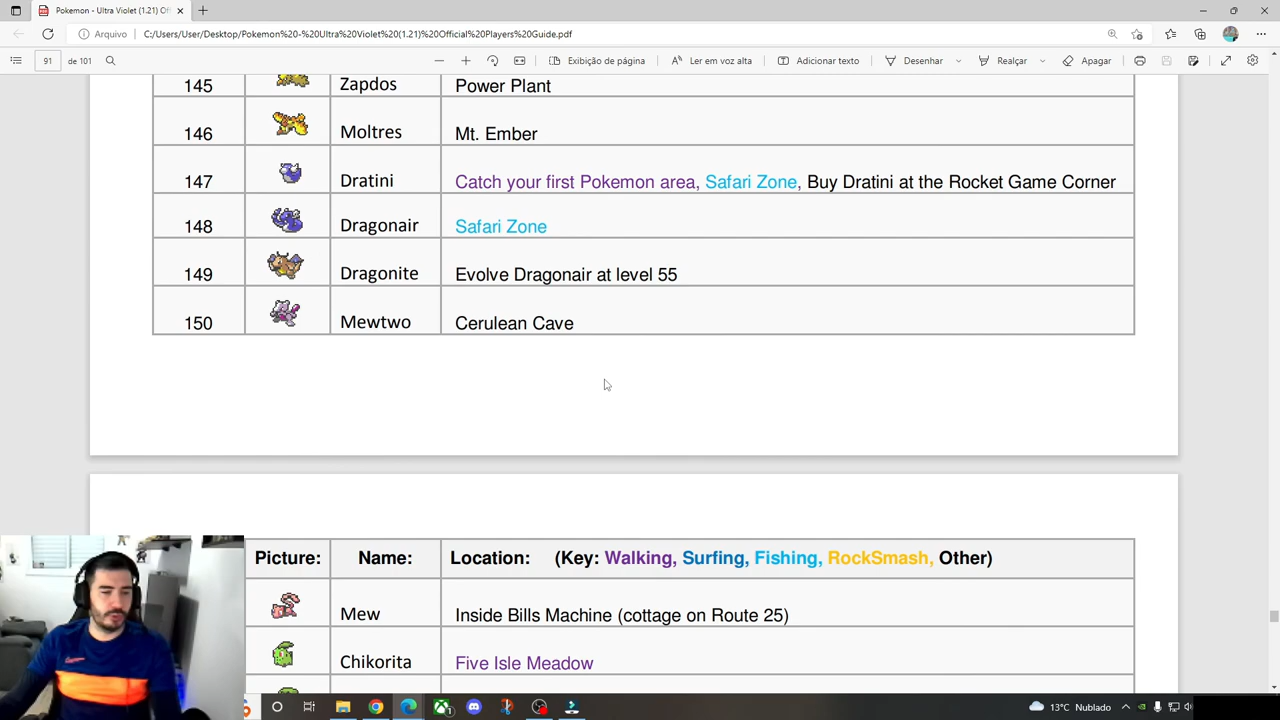 Pokemon - Ultra Violet (1.21) Of
Arquivo
C:/Users/User/Desktop/Pokemon%20-%20Ultra%20Violet%20(1.21)%20Official%20Players%20Guide.pdf
91 de 101
Exibição de página
Ler em voz alta
Adicionar texto
Desenhar
Realçar
Apagar
145 Zapdos Power Plant
146 Moltres Mt. Ember
147 Dratini Catch your first Pokemon area, Safari Zone, Buy Dratini at the Rocket Game Corner
148 Dragonair Safari Zone
149 Dragonite Evolve Dragonair at level 55
150 Mewtwo Cerulean Cave
Picture: Name: Location: (Key: Walking, Surfing, Fishing, RockSmash, Other)
Mew Inside Bills Machine (cottage on Route 25)
Chikorita Five Isle Meadow
13°C Nublado